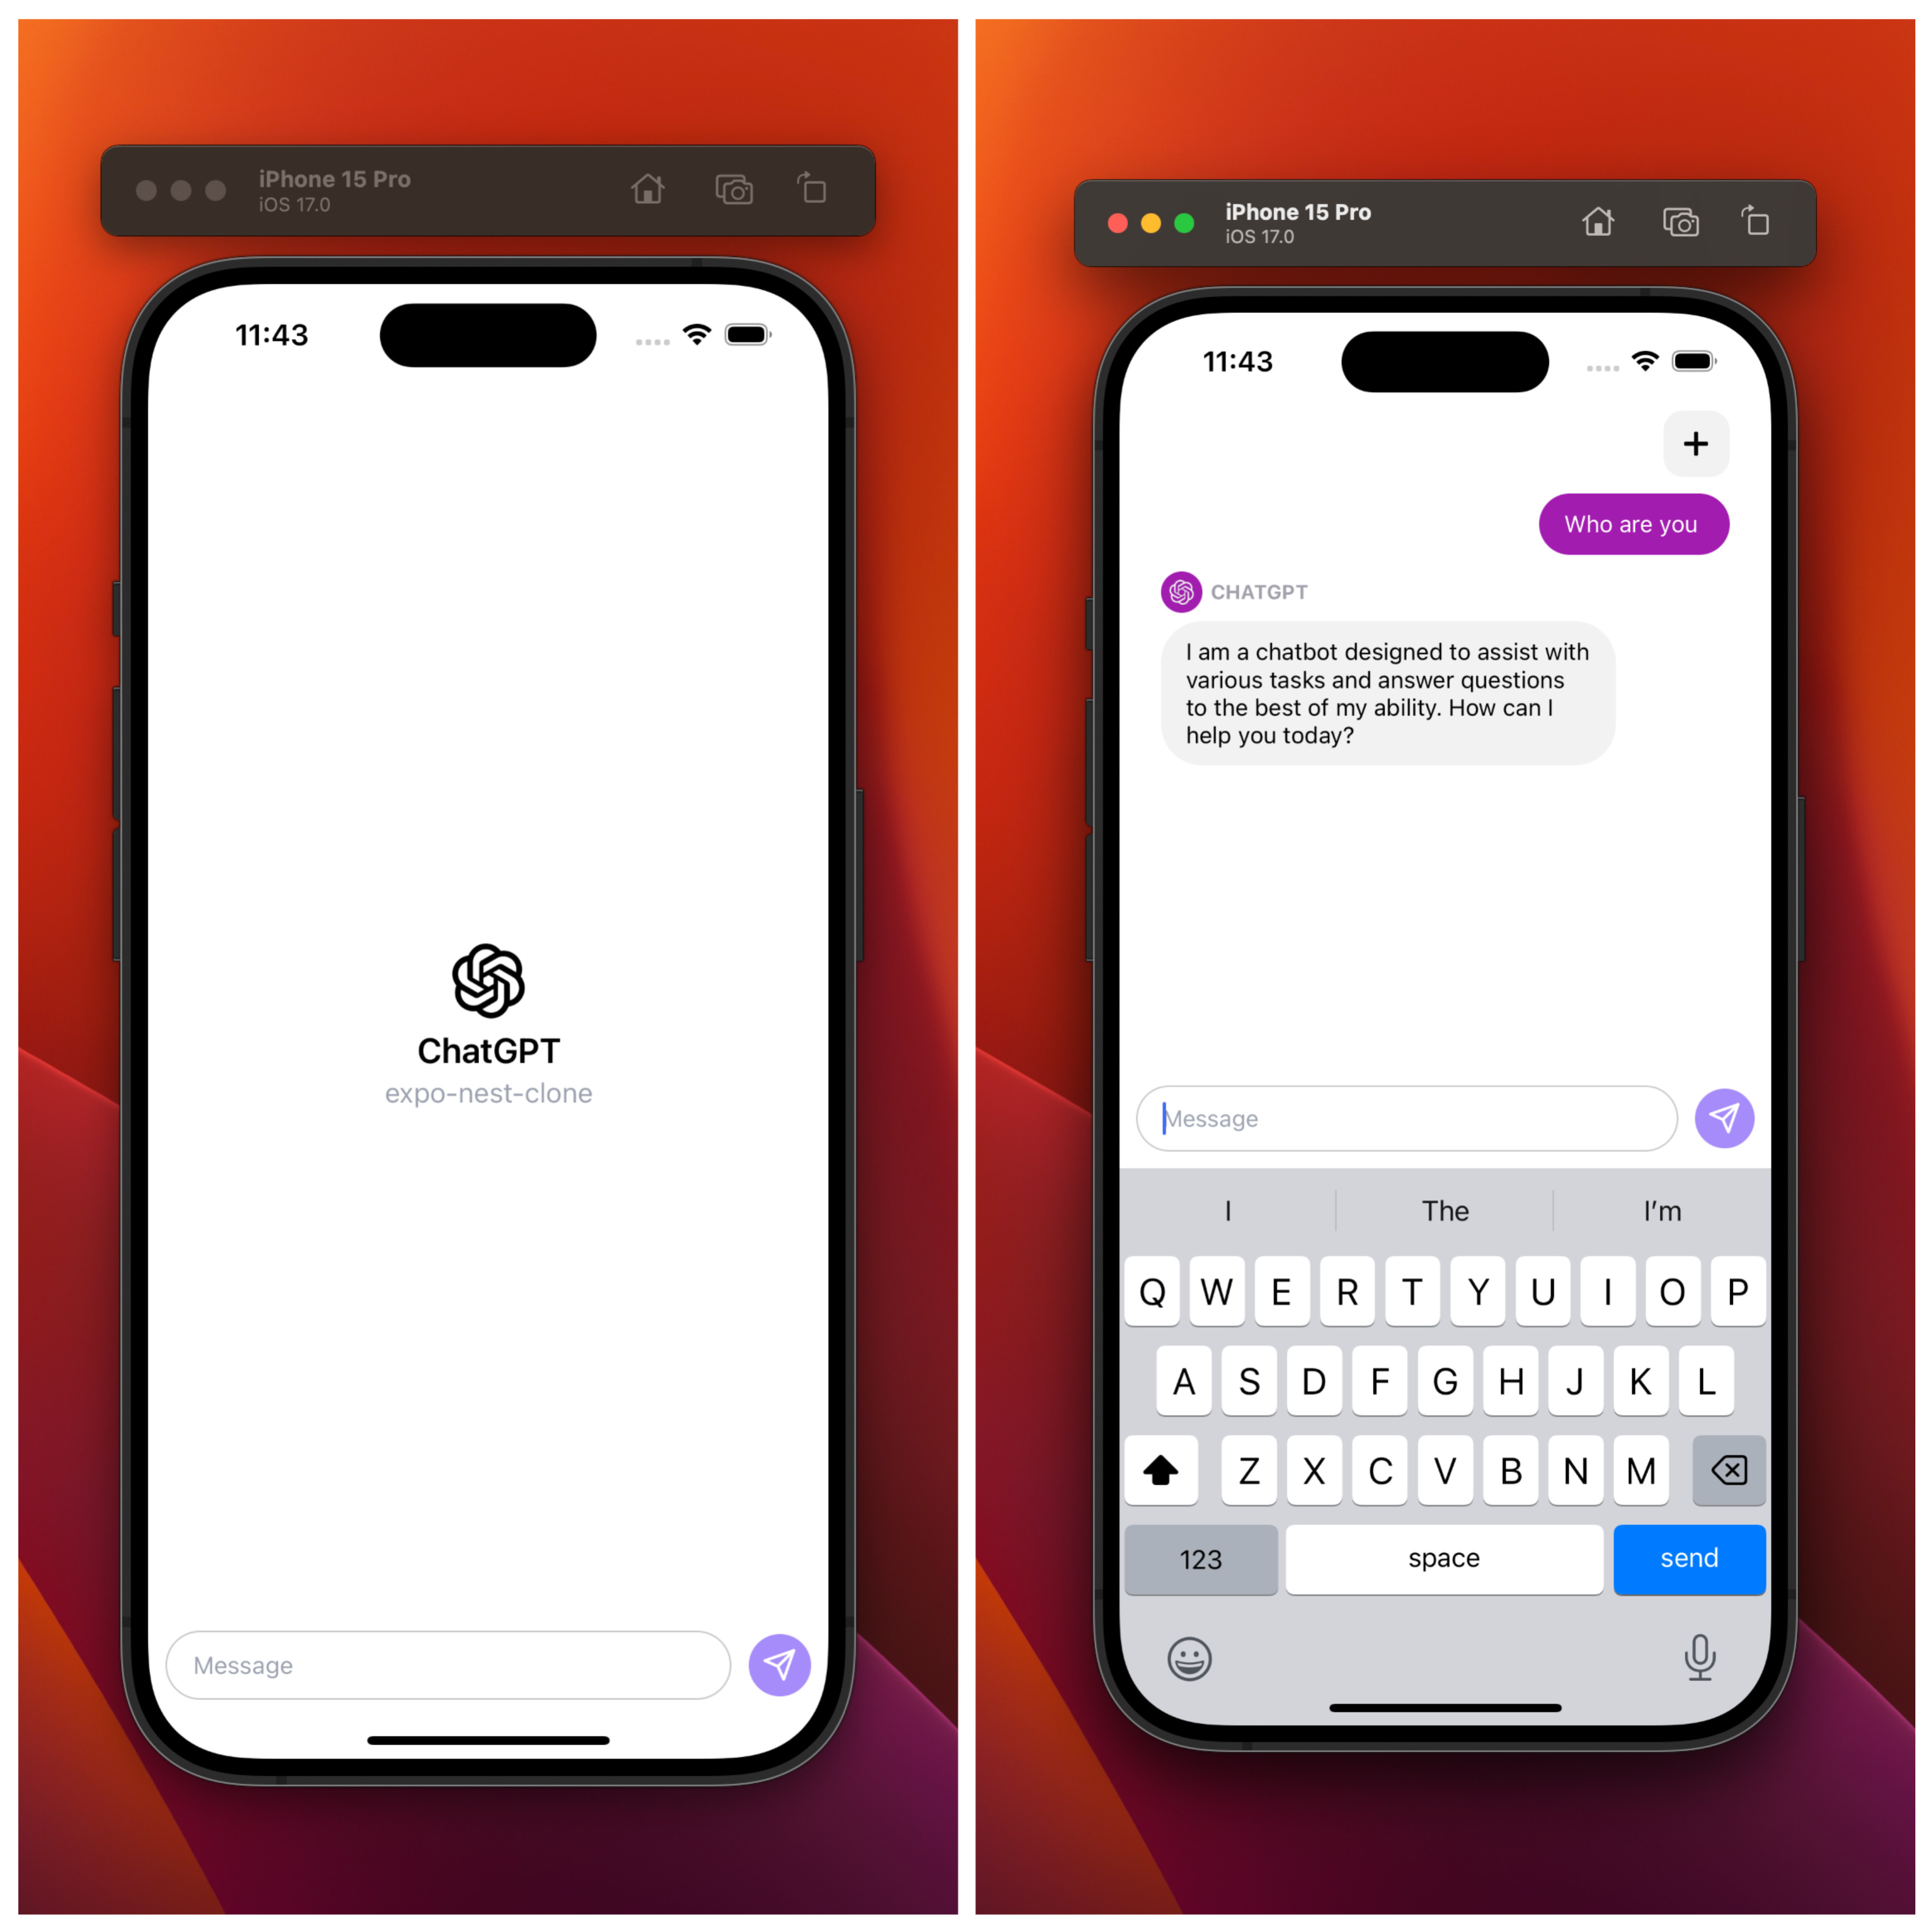 iPhone 15 Pro
iOS 17.0
11:43
ChatGPT
expo-nest-clone
Message
iPhone 15 Pro
iOS 17.0
11:43
+
Who are you
CHATGPT
I am a chatbot designed to assist with
various tasks and answer questions
to the best of my ability. How can I
help you today?
Message
I The I'm
Q W E R T Y U I O P
A S D F G H J K L
Z X C V B N M
123 space send